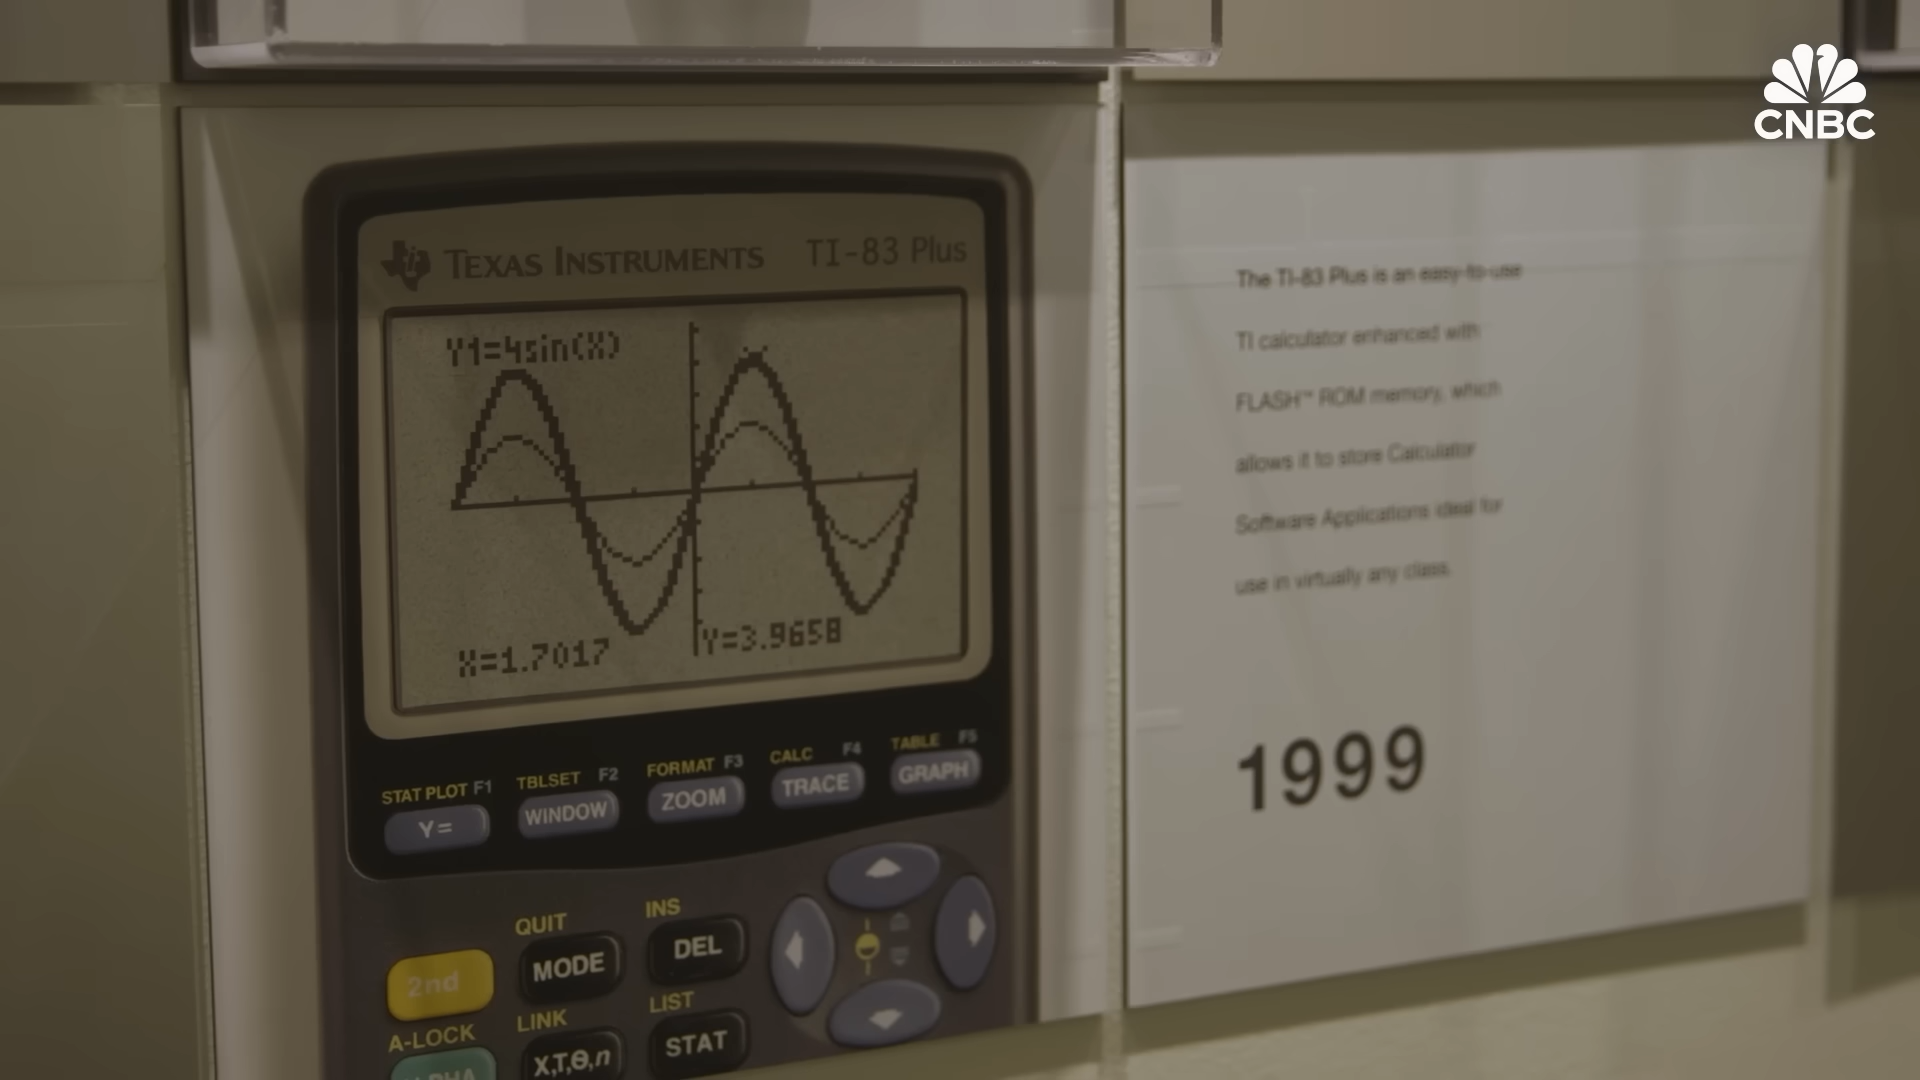 CNBC
TEXAS INSTRUMENTS TI-83 Plus
Y1=4sin(X)
X=1.7017 Y=3.9658
STAT PLOT F1 TBLSET F2 FORMAT F3 CALC F4 TABLE F5
Y= WINDOW ZOOM TRACE GRAPH
QUIT INS
2nd MODE DEL
A-LOCK LINK LIST
ALPHA X,T,Θ,n STAT
The TI-83 Plus is an easy-to-use
TI calculator enhanced with
FLASH™ ROM memory, which
allows it to store Calculator
Software Applications ideal for
use in virtually any class.
1999